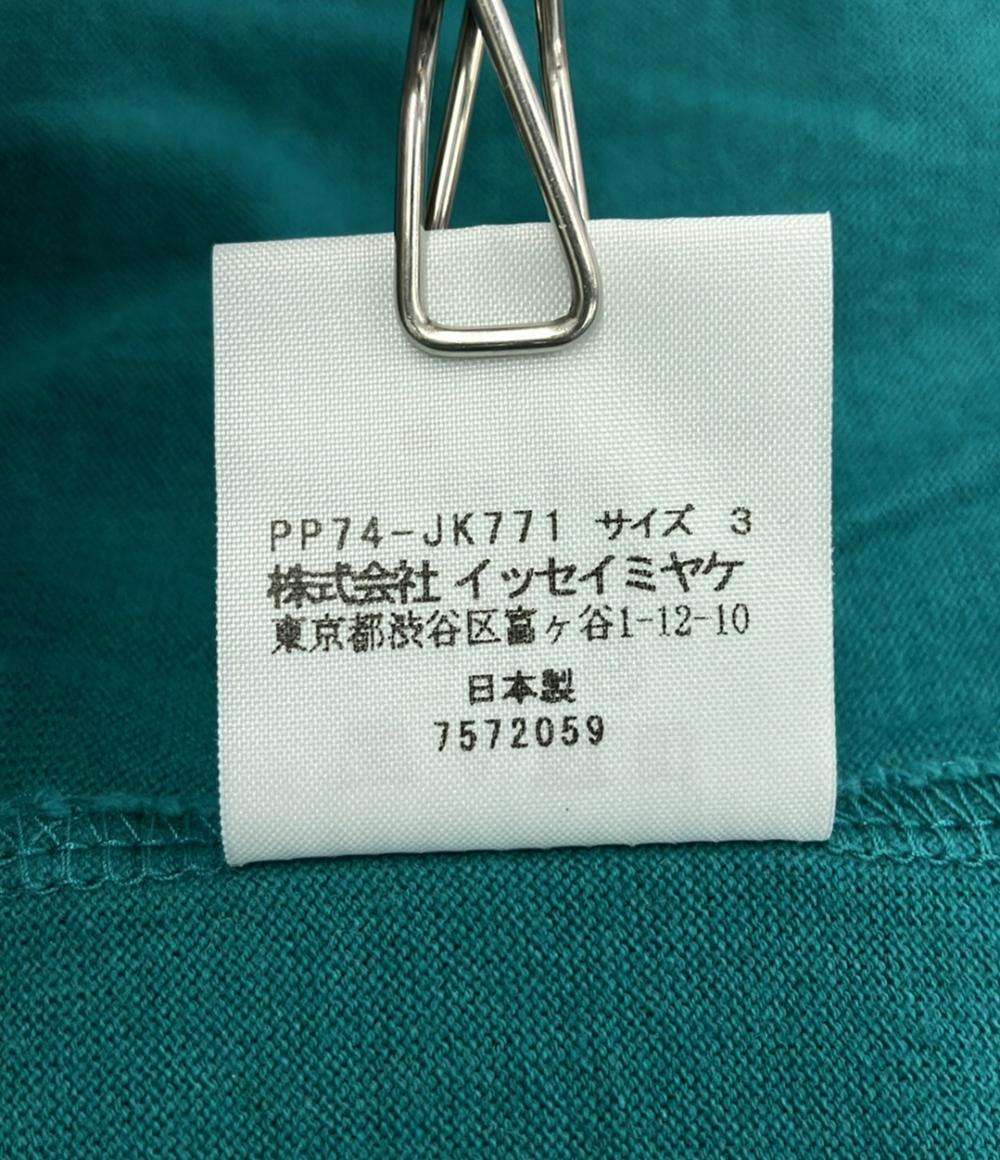 PP74-JK771 サイズ 3
株式会社 イッセイミヤケ
東京都渋谷区富ヶ谷1-12-10
日本製
7572059